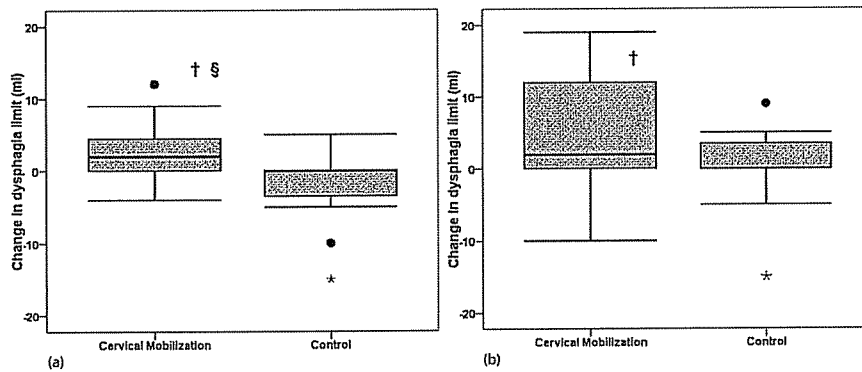 20
10
0
-10
-20
Change in dysphagia limit (ml)
† §
*
Cervical Mobilization Control
(a)
20
10
0
-10
-20
Change in dysphagia limit (ml)
†
*
Cervical Mobilization Control
(b)